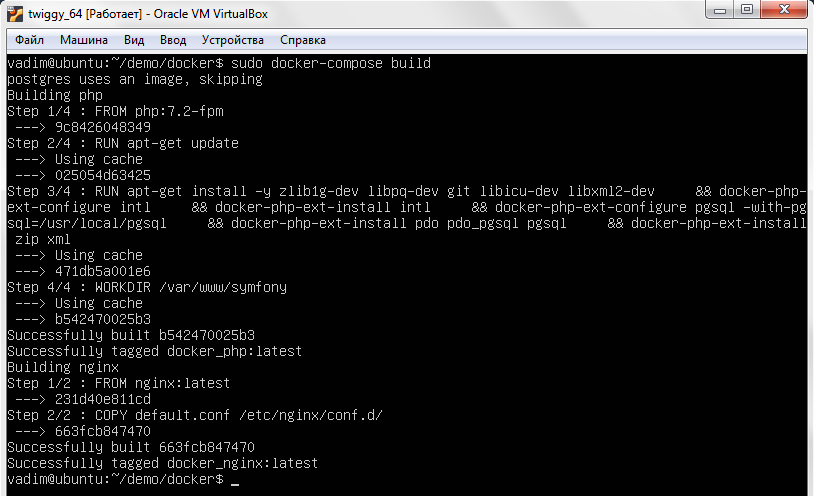 twiggy_64 [Работает] - Oracle VM VirtualBox
Файл Машина Вид Ввод Устройства Справка
vadim@ubuntu:~/demo/docker$ sudo docker-compose build
postgres uses an image, skipping
Building php
Step 1/4 : FROM php:7.2-fpm
 ---> 9c8426048349
Step 2/4 : RUN apt-get update
 ---> Using cache
 ---> 025054d63425
Step 3/4 : RUN apt-get install -y zlib1g-dev libpq-dev git libicu-dev libxml2-dev     && docker-php-
ext-configure intl     && docker-php-ext-install intl     && docker-php-ext-configure pgsql -with-pg
sql=/usr/local/pgsql     && docker-php-ext-install pdo pdo_pgsql pgsql     && docker-php-ext-install
 zip xml
 ---> Using cache
 ---> 471db5a001e6
Step 4/4 : WORKDIR /var/www/symfony
 ---> Using cache
 ---> b542470025b3
Successfully built b542470025b3
Successfully tagged docker_php:latest
Building nginx
Step 1/2 : FROM nginx:latest
 ---> 231d40e811cd
Step 2/2 : COPY default.conf /etc/nginx/conf.d/
 ---> 663fcb847470
Successfully built 663fcb847470
Successfully tagged docker_nginx:latest
vadim@ubuntu:~/demo/docker$ _